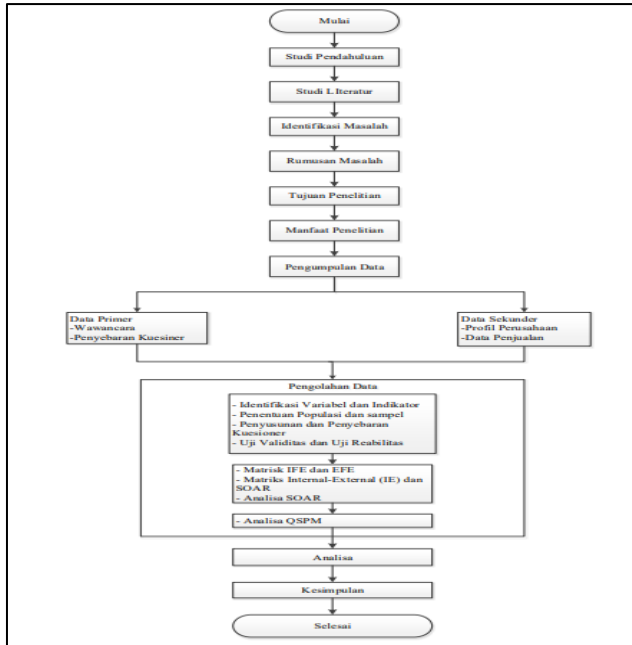 Mulai
Studi Pendahuluan
Studi LIteratur
Identifikasi Masalah
Rumusan Masalah
Tujuan Penelitian
Manfaat Penelitian
Pengumpulan Data
Data Primer
-Wawancara
-Penyebaran Kuesiner
Data Sekunder
-Profil Perusahaan
-Data Penjualan
Pengolahan Data
- Identifikasi Variabel dan Indikator
- Penentuan Populasi dan sampel
- Penyusunan dan Penyebaran
Kuesioner
- Uji Validitas dan Uji Reabilitas
- Matrisk IFE dan EFE
- Matriks Internal-External (IE) dan
SOAR
- Analisa SOAR
- Analisa QSPM
Analisa
Kesimpulan
Selesai